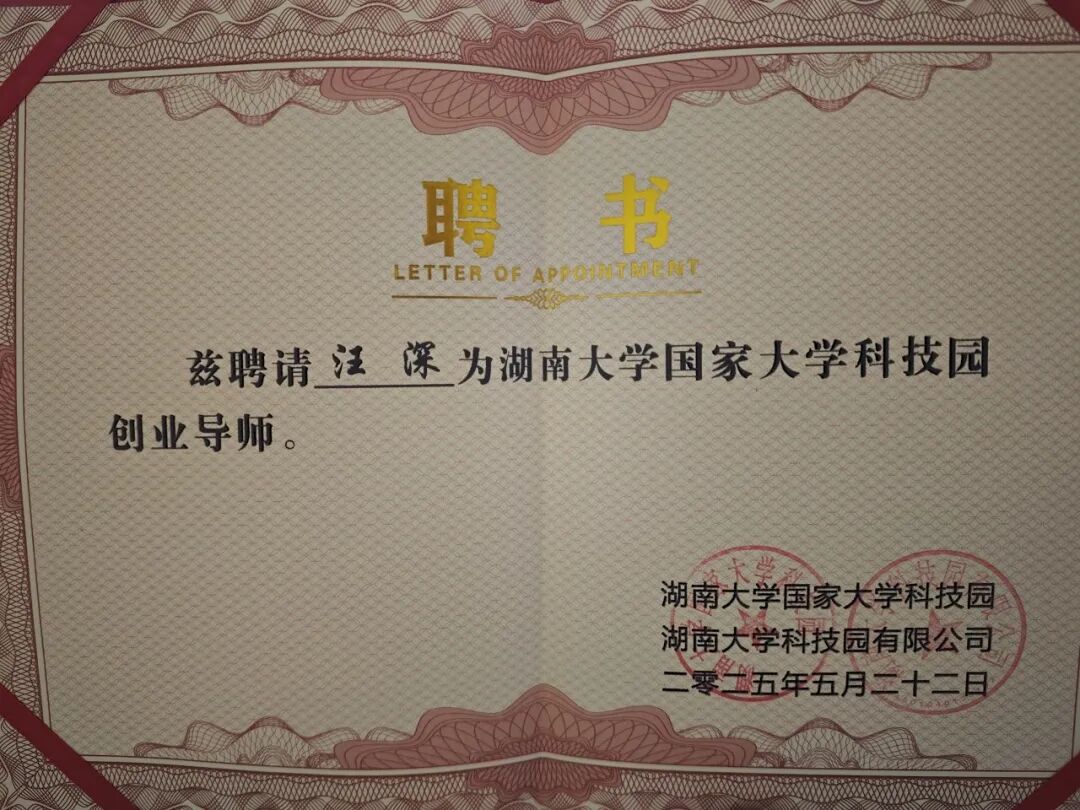 聘 书
LETTER OF APPOINTMENT
兹聘请 汪 深 为湖南大学国家大学科技园
创业导师。
湖南大学国家大学科技园
湖南大学科技园有限公司
二零二五年五月二十二日